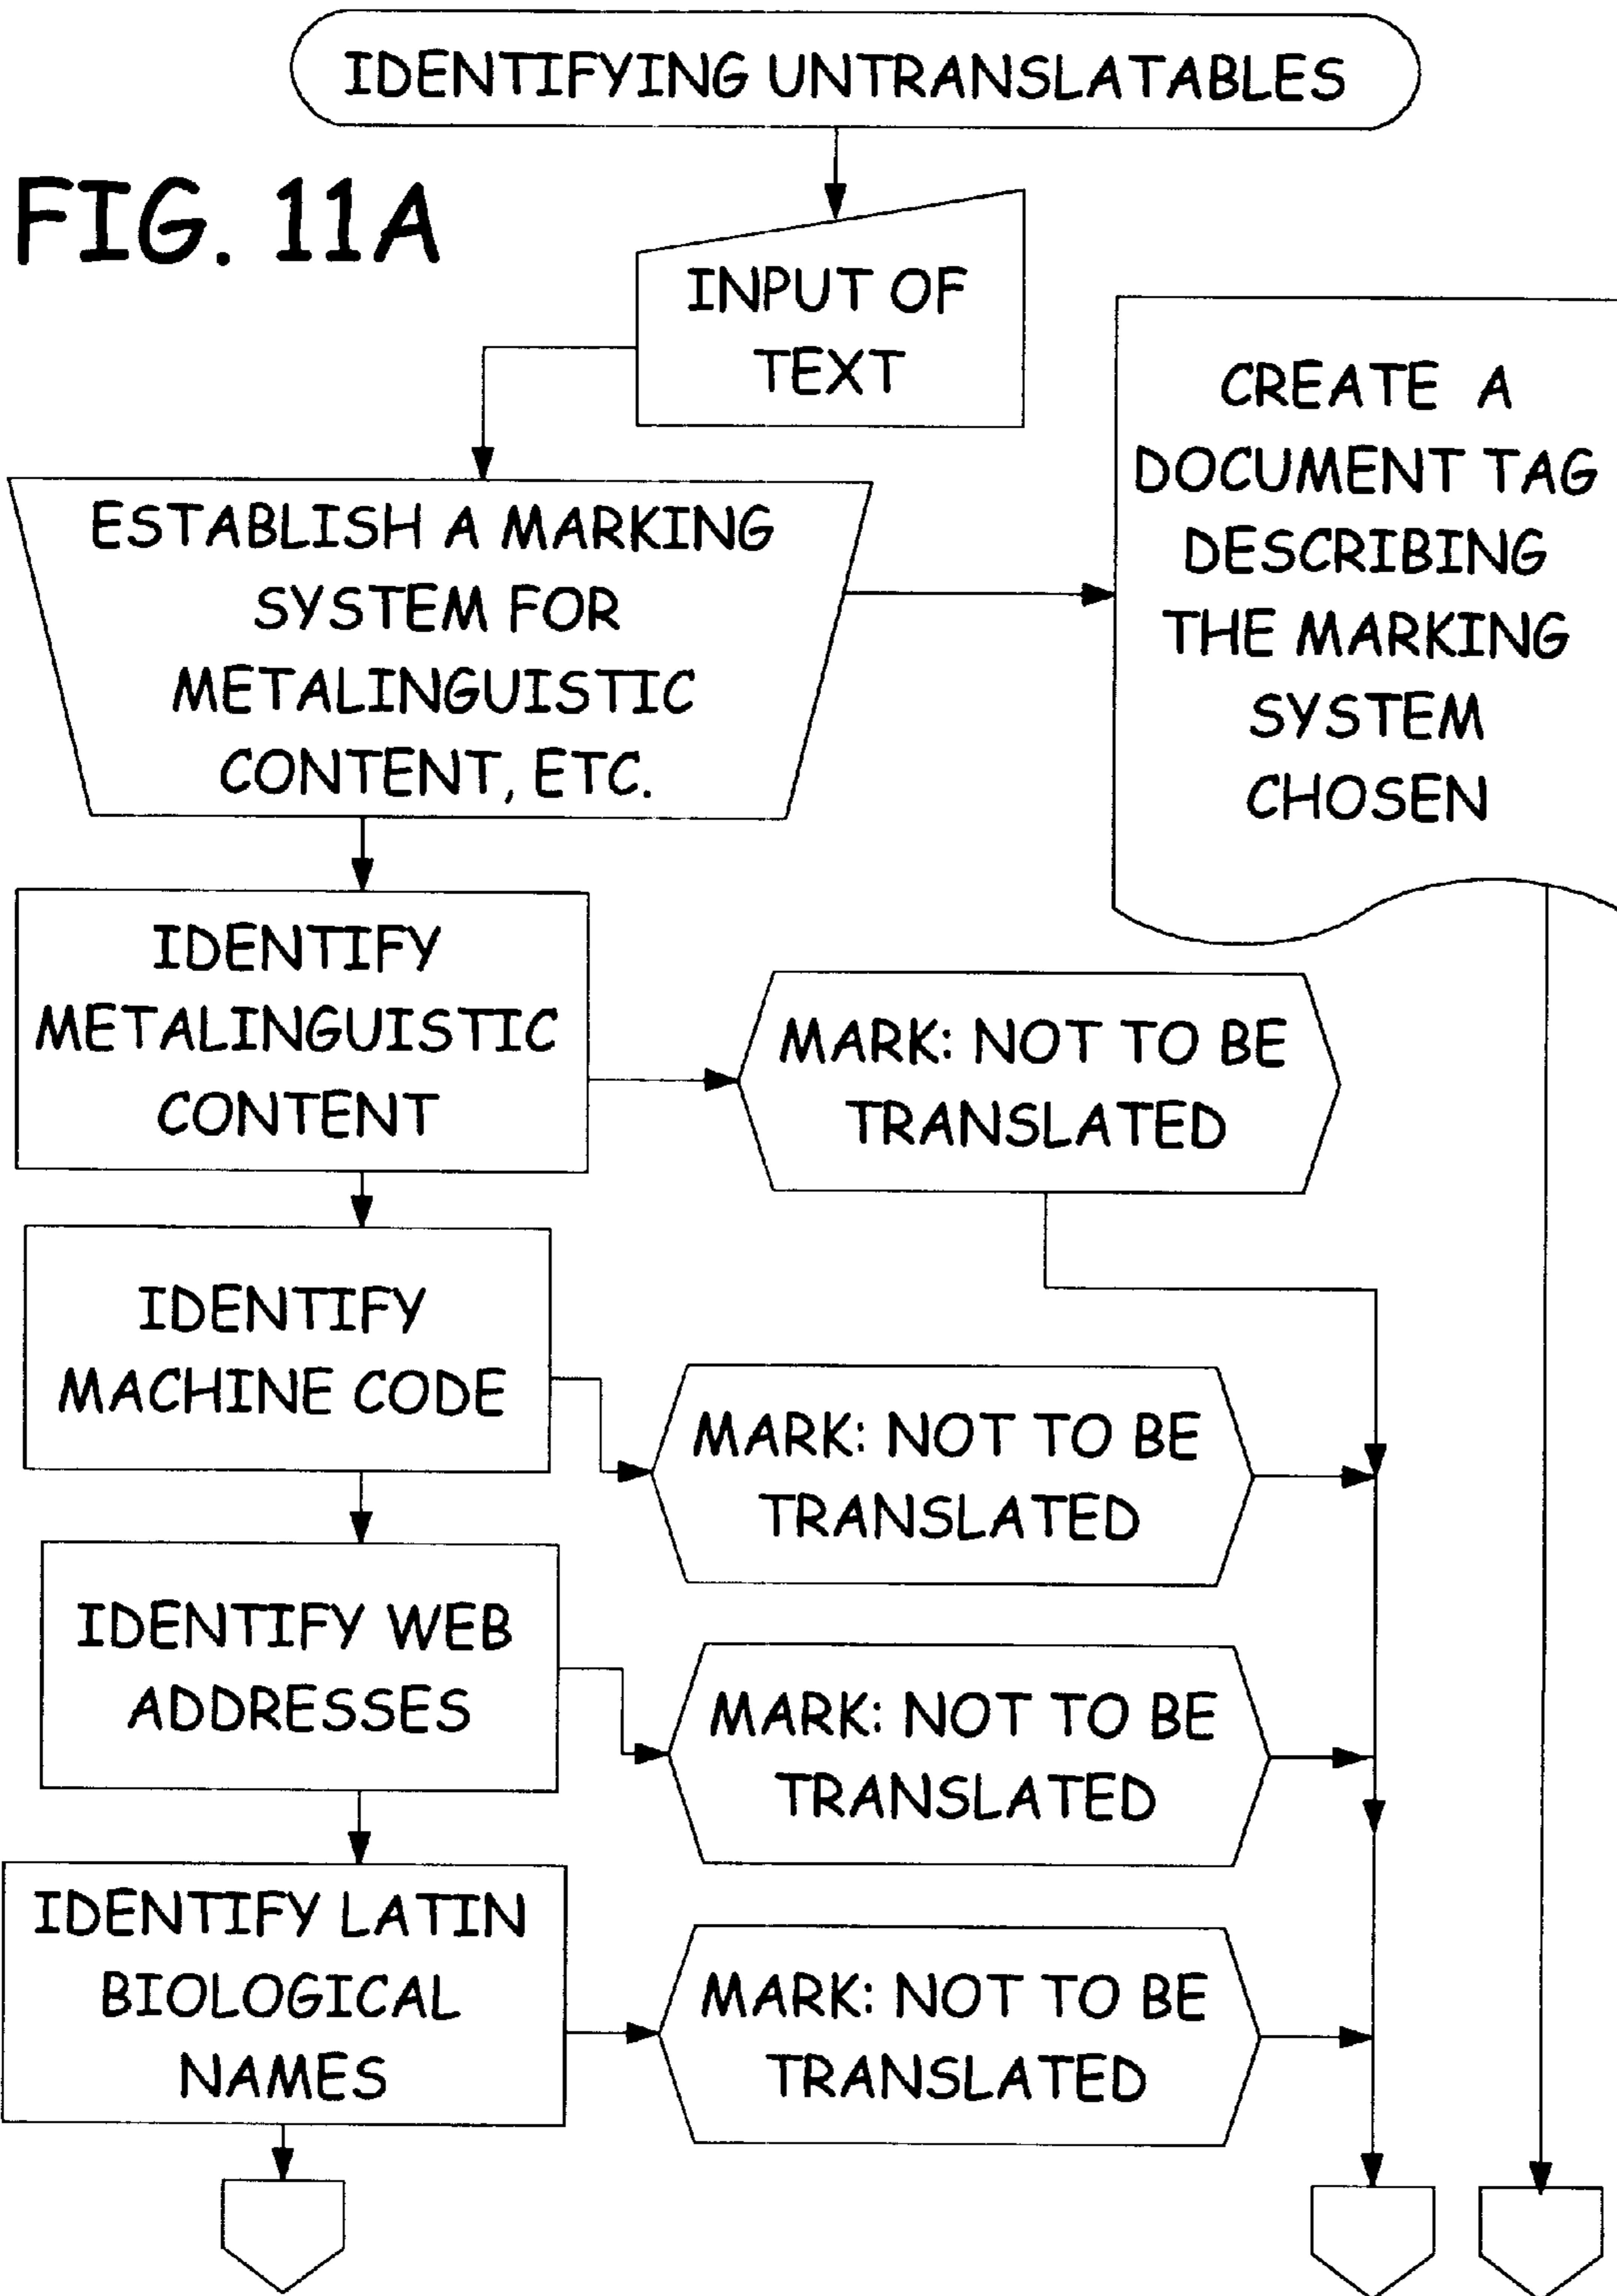 IDENTIFYING UNTRANSLATABLES
FIG. 11A
INPUT OF
TEXT
CREATE A
DOCUMENT TAG
DESCRIBING
THE MARKING
SYSTEM
CHOSEN
ESTABLISH A MARKING
SYSTEM FOR
METALINGUISTIC
CONTENT, ETC.
IDENTIFY
METALINGUISTIC
CONTENT
MARK: NOT TO BE
TRANSLATED
IDENTIFY
MACHINE CODE
MARK: NOT TO BE
TRANSLATED
IDENTIFY WEB
ADDRESSES
MARK: NOT TO BE
TRANSLATED
IDENTIFY LATIN
BIOLOGICAL
NAMES
MARK: NOT TO BE
TRANSLATED